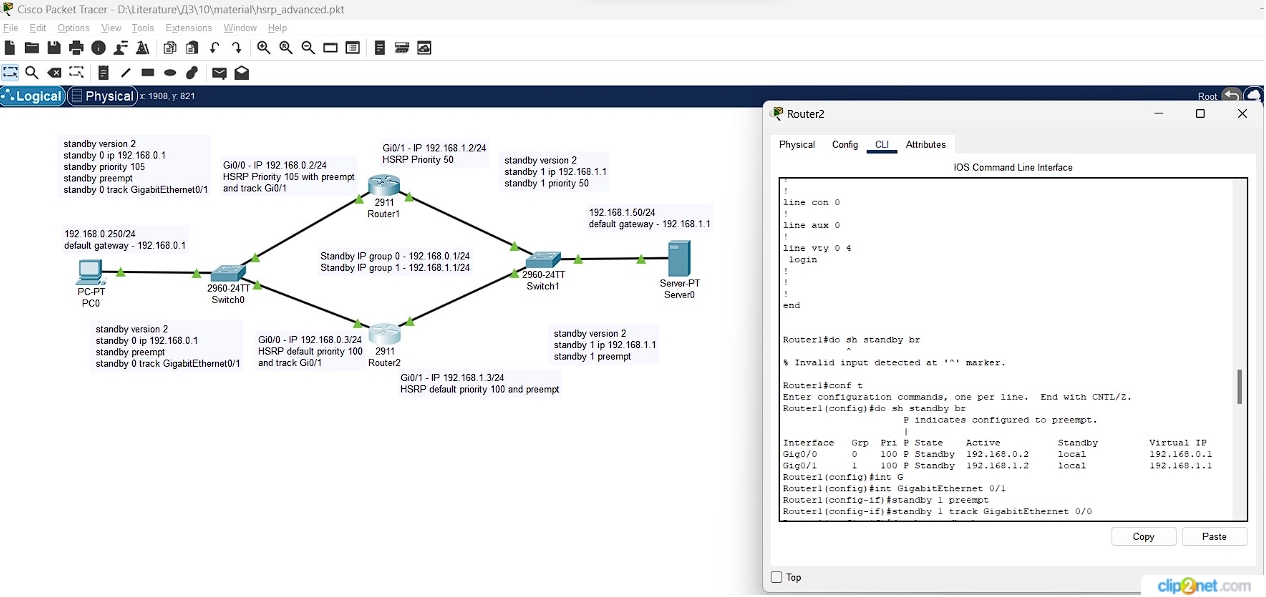 Cisco Packet Tracer - D:\Literature\ДЗ\10\material\hsrp_advanced.pkt
File Edit Options View Tools Extensions Window Help
Logical Physical x: 1908, y: 821
Root
standby version 2
standby 0 ip 192.168.0.1
standby priority 105
standby preempt
standby 0 track GigabitEthernet0/1
Gi0/0 - IP 192.168.0.2/24
HSRP Priority 105 with preempt
and track Gi0/1
Gi0/1 - IP 192.168.1.2/24
HSRP Priority 50
standby version 2
standby 1 ip 192.168.1.1
standby 1 priority 50
2911
Router1
192.168.0.250/24
default gateway - 192.168.0.1
192.168.1.50/24
default gateway - 192.168.1.1
Standby IP group 0 - 192.168.0.1/24
Standby IP group 1 - 192.168.1.1/24
PC-PT
PC0
2960-24TT
Switch0
2960-24TT
Switch1
Server-PT
Server0
standby version 2
standby 0 ip 192.168.0.1
standby preempt
standby 0 track GigabitEthernet0/1
Gi0/0 - IP 192.168.0.3/24
HSRP default priority 100
and track Gi0/1
2911
Router2
standby version 2
standby 1 ip 192.168.1.1
standby 1 preempt
Gi0/1 - IP 192.168.1.3/24
HSRP default priority 100 and preempt
Router2
Physical Config CLI Attributes
IOS Command Line Interface
!
!
line con 0
!
line aux 0
!
line vty 0 4
login
!
!
!
end
Router1#do sh standby br
^
% Invalid input detected at '^' marker.
Router1#conf t
Enter configuration commands, one per line. End with CNTL/Z.
Router1(config)#do sh standby br
P indicates configured to preempt.
|
Interface Grp Pri P State Active Standby Virtual IP
Gig0/0 0 100 P Standby 192.168.0.2 local 192.168.0.1
Gig0/1 1 100 P Standby 192.168.1.2 local 192.168.1.1
Router1(config)#int G
Router1(config)#int GigabitEthernet 0/1
Router1(config-if)#standby 1 preempt
Router1(config-if)#standby 1 track GigabitEthernet 0/0
Copy Paste
Top
clip2net.com